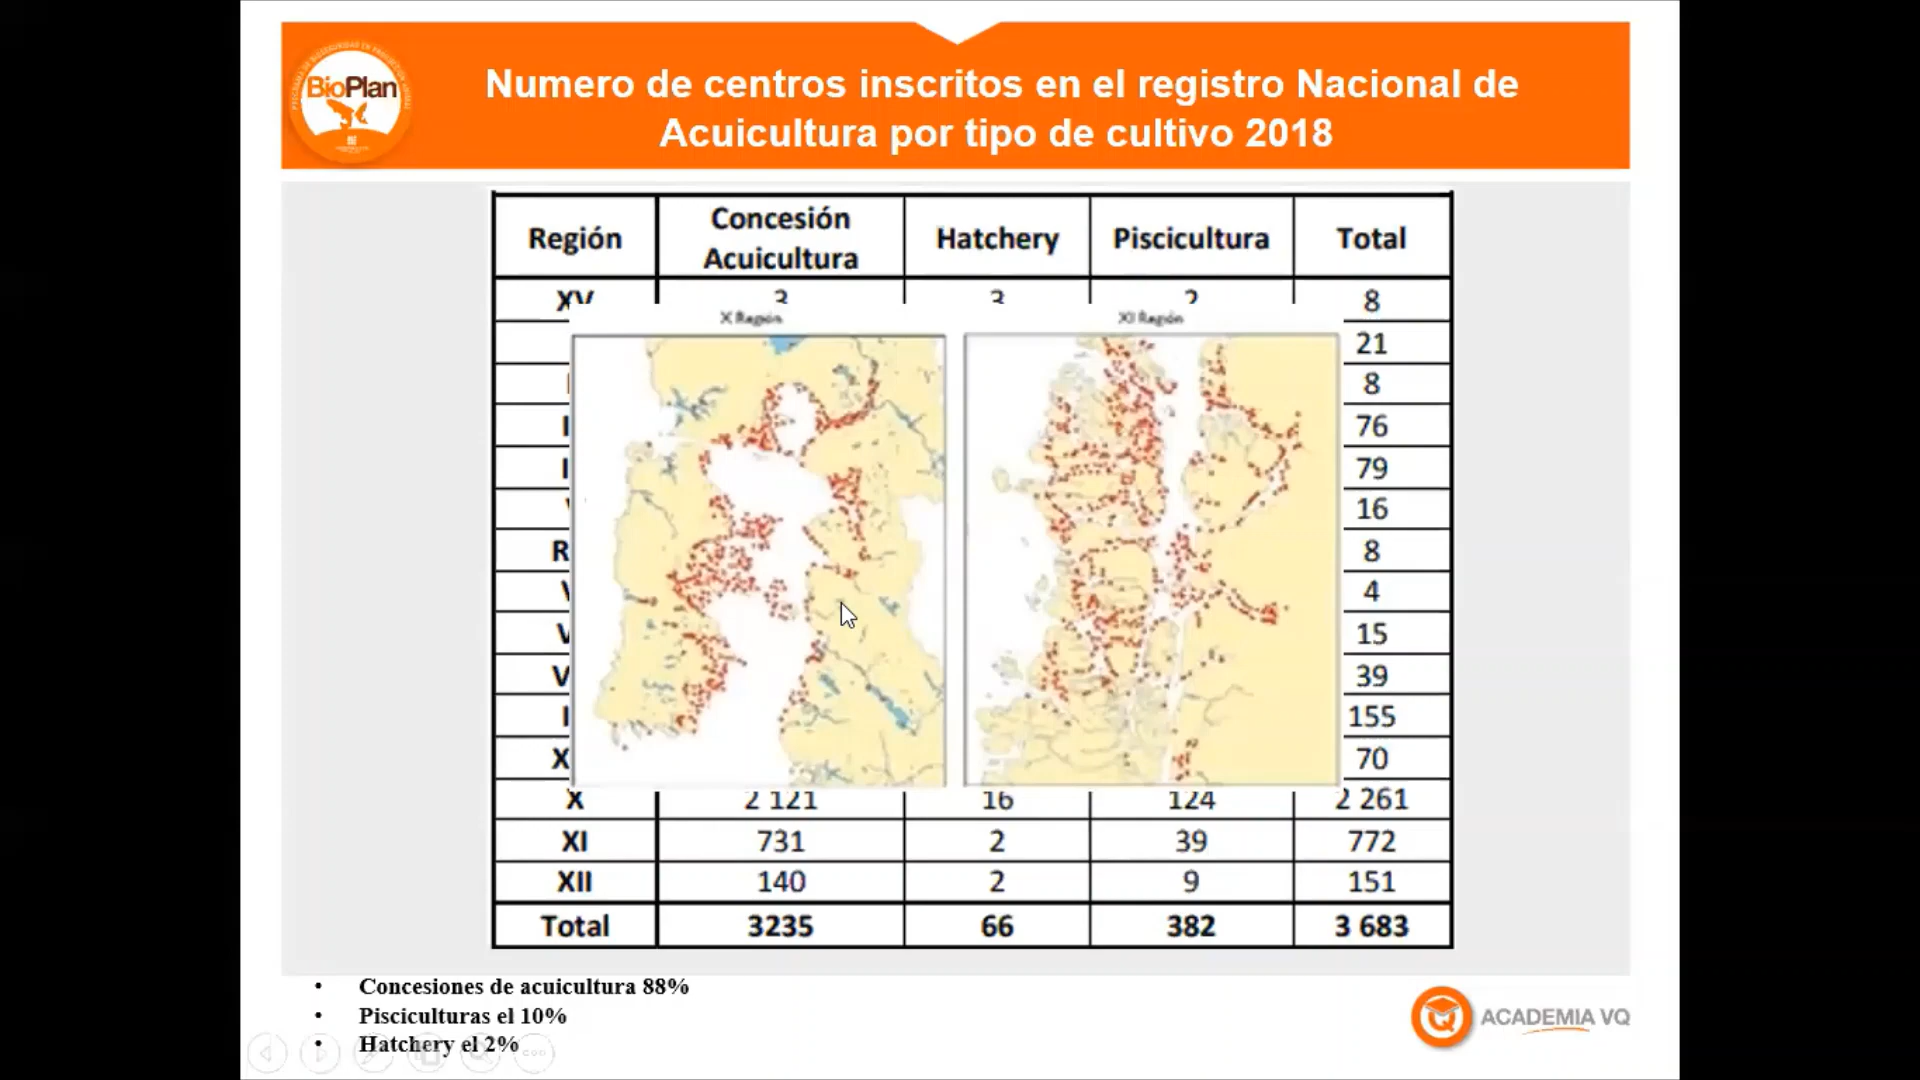 BioPlan
Numero de centros inscritos en el registro Nacional de
Acuicultura por tipo de cultivo 2018
Región Concesión Acuicultura Hatchery Piscicultura Total
XV 3 3 2 8
21
8
76
79
16
8
4
15
39
155
70
X Región
XI Región
X 2 121 16 124 2 261
XI 731 2 39 772
XII 140 2 9 151
Total 3235 66 382 3 683
• Concesiones de acuicultura 88%
• Pisciculturas el 10%
• Hatchery el 2%
ACADEMIA VQ